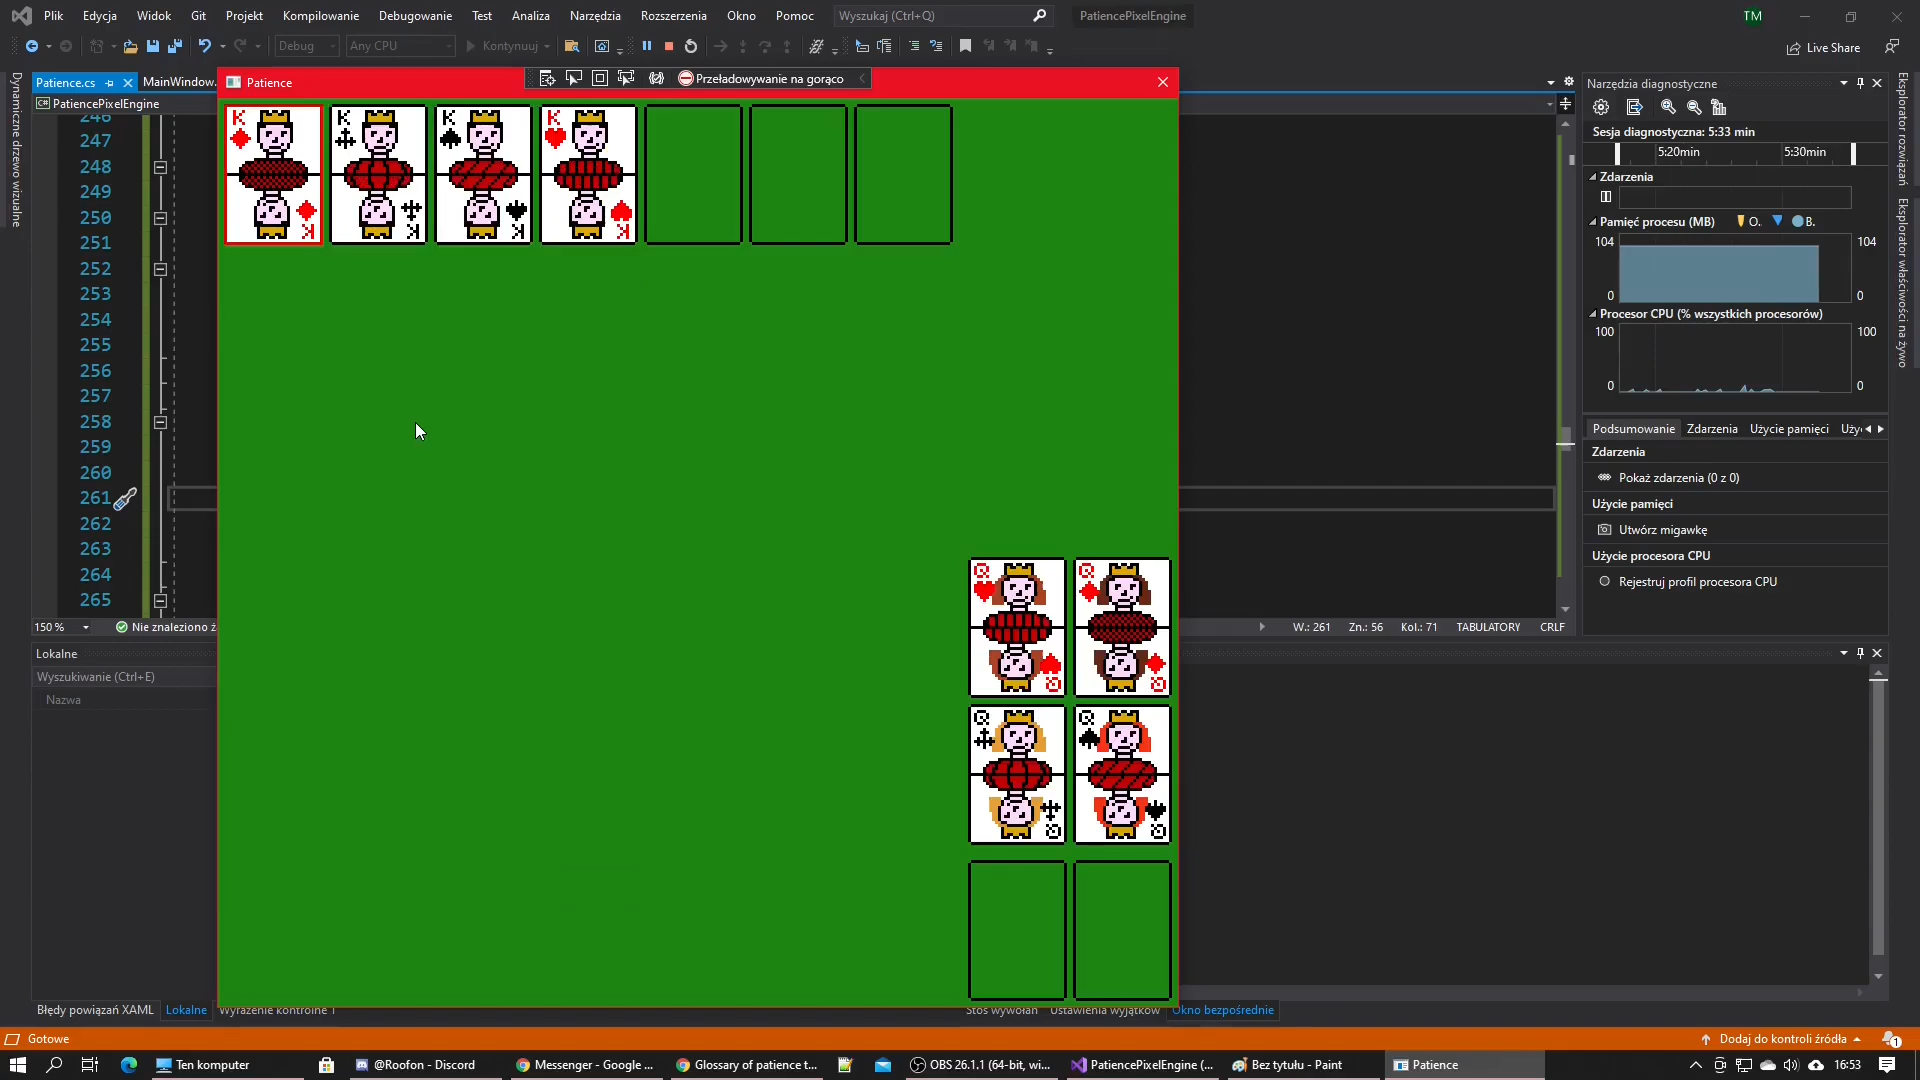 Plik Edycja Widok Git Projekt Kompilowanie Debugowanie Test Analiza Narzędzia Rozszerzenia Okno Pomoc Wyszukaj (Ctrl+Q) PatiencePixelEngine TM
Debug Any CPU Kontynuuj Live Share
Patience.cs MainWindow.
PatiencePixelEngine
Patience Przeładowywanie na gorąco
Dynamiczne drzewo wizualne
246
247
248
249
250
251
252
253
254
255
256
257
258
259
260
261
262
263
264
265
K K K K
K K K K
Q Q
Q Q
Q Q
Q Q
Narzędzia diagnostyczne
Sesja diagnostyczna: 5:33 min
5:20min 5:30min
Zdarzenia
Pamięć procesu (MB) O. B.
104 104
0 0
Procesor CPU (% wszystkich procesorów)
100 100
0 0
Podsumowanie Zdarzenia Użycie pamięci Uży
Zdarzenia
Pokaż zdarzenia (0 z 0)
Użycie pamięci
Utwórz migawkę
Użycie procesora CPU
Rejestruj profil procesora CPU
Eksplorator rozwiązań
Eksplorator właściwości na żywo
150 % Nie znaleziono ż W.: 261 Zn.: 56 Kol.: 71 TABULATORY CRLF
Lokalne
Wyszukiwanie (Ctrl+E)
Nazwa
Błędy powiązań XAML Lokalne Wyrażenie kontrolne 1 Stos wywołań Ustawienia wyjątków Okno bezpośrednie
Gotowe Dodaj do kontroli źródła 1
Ten komputer @Roofon - Discord Messenger - Google ... Glossary of patience t... OBS 26.1.1 (64-bit, wi... PatiencePixelEngine (... Bez tytułu - Paint Patience 16:53